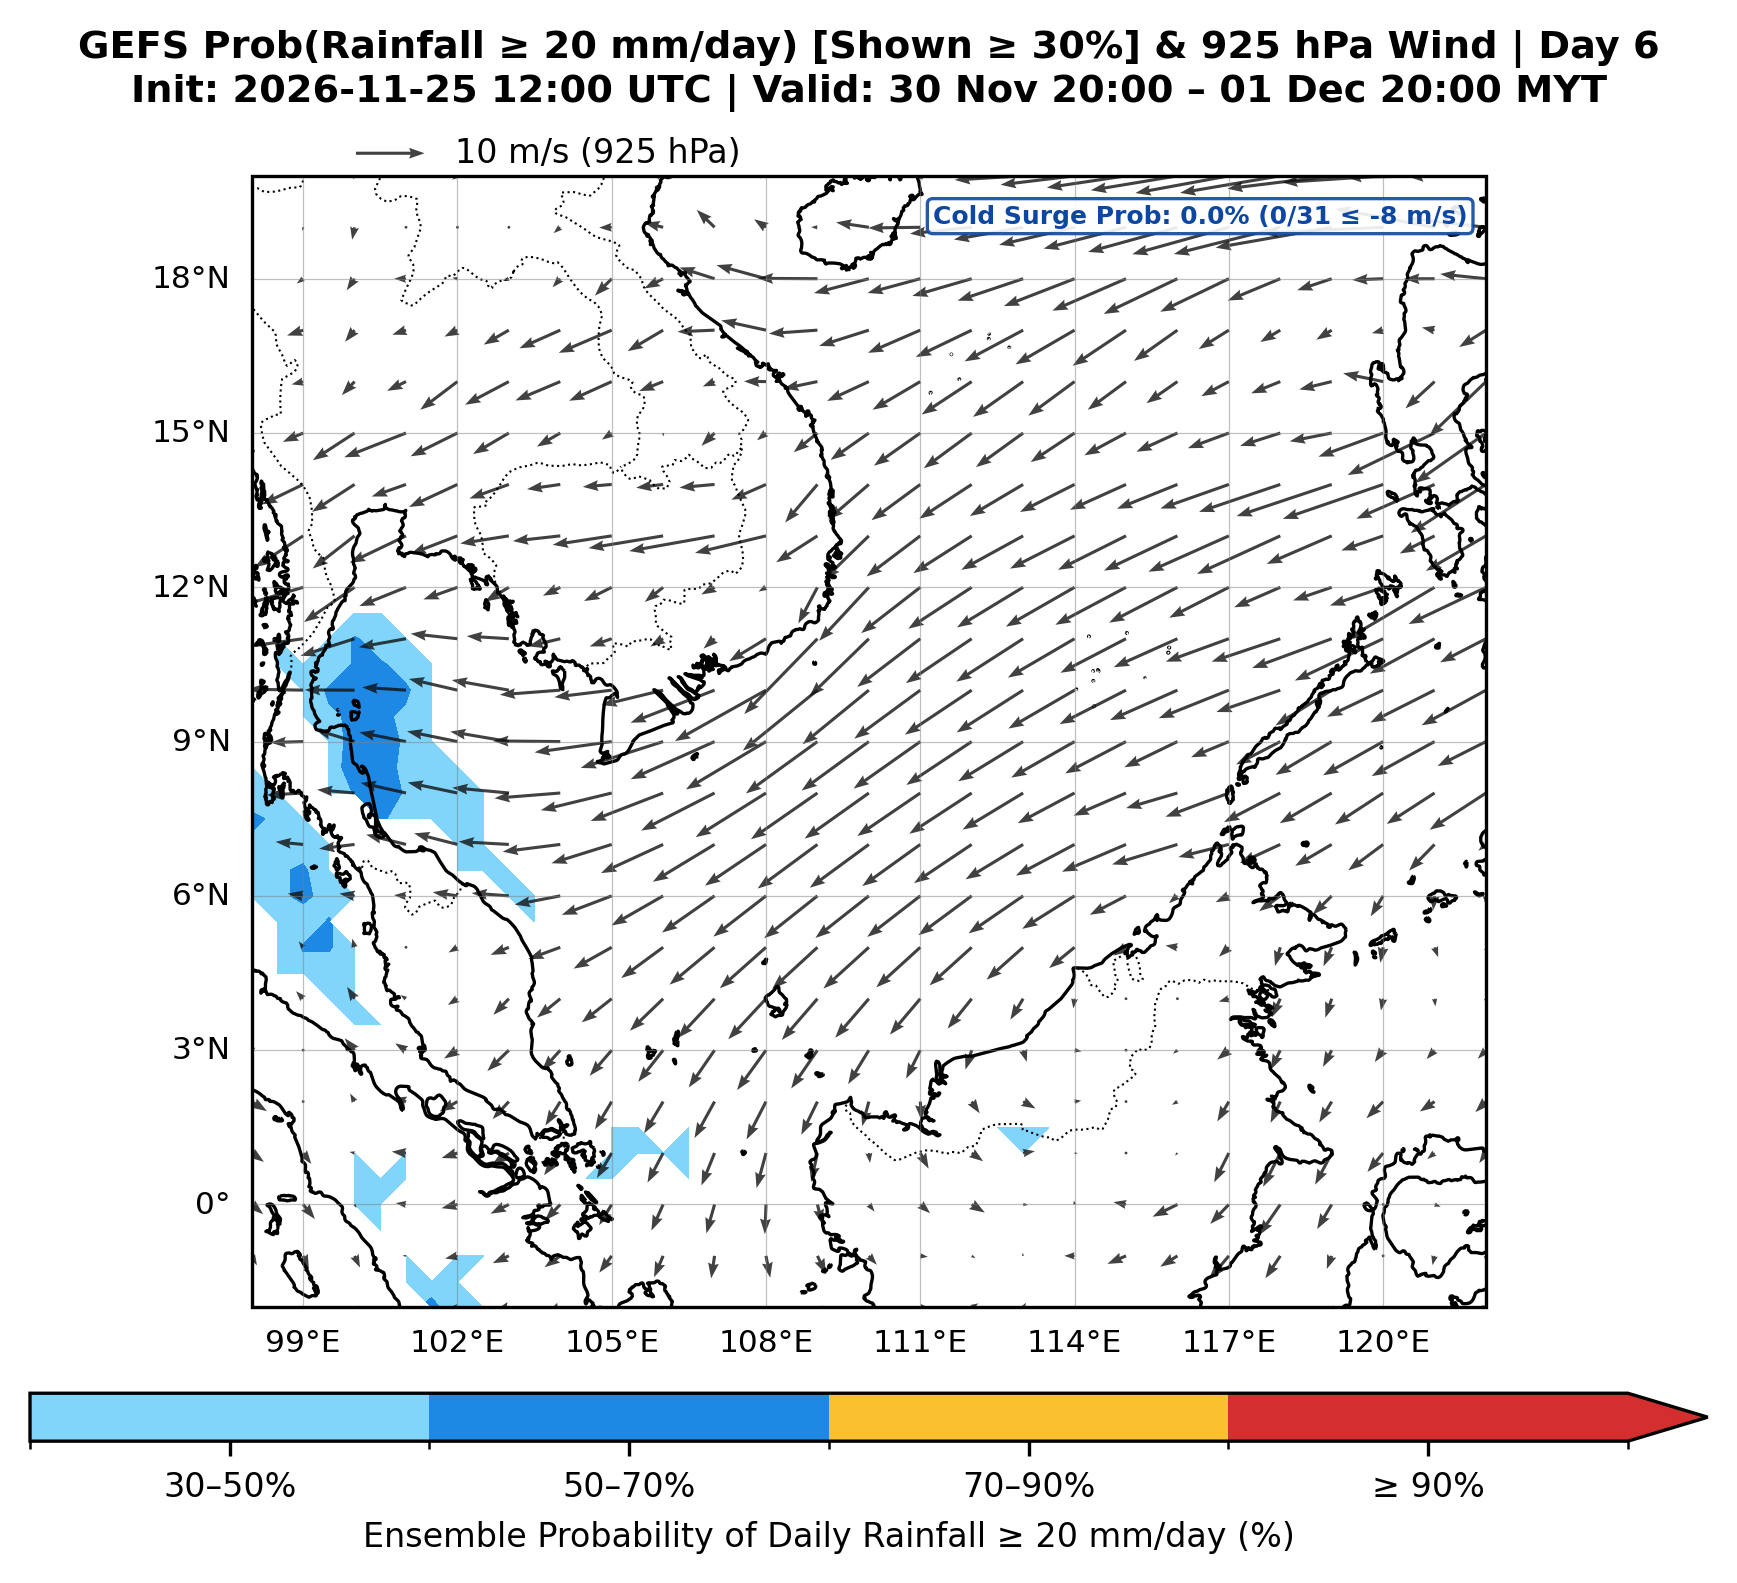 GEFS Prob(Rainfall ≥ 20 mm/day) [Shown ≥ 30%] & 925 hPa Wind | Day 6
Init: 2026-11-25 12:00 UTC | Valid: 30 Nov 20:00 – 01 Dec 20:00 MYT
10 m/s (925 hPa)
Cold Surge Prob: 0.0% (0/31 ≤ -8 m/s)
18°N
15°N
12°N
9°N
6°N
3°N
0°
99°E 102°E 105°E 108°E 111°E 114°E 117°E 120°E
30–50% 50–70% 70–90% ≥ 90%
Ensemble Probability of Daily Rainfall ≥ 20 mm/day (%)